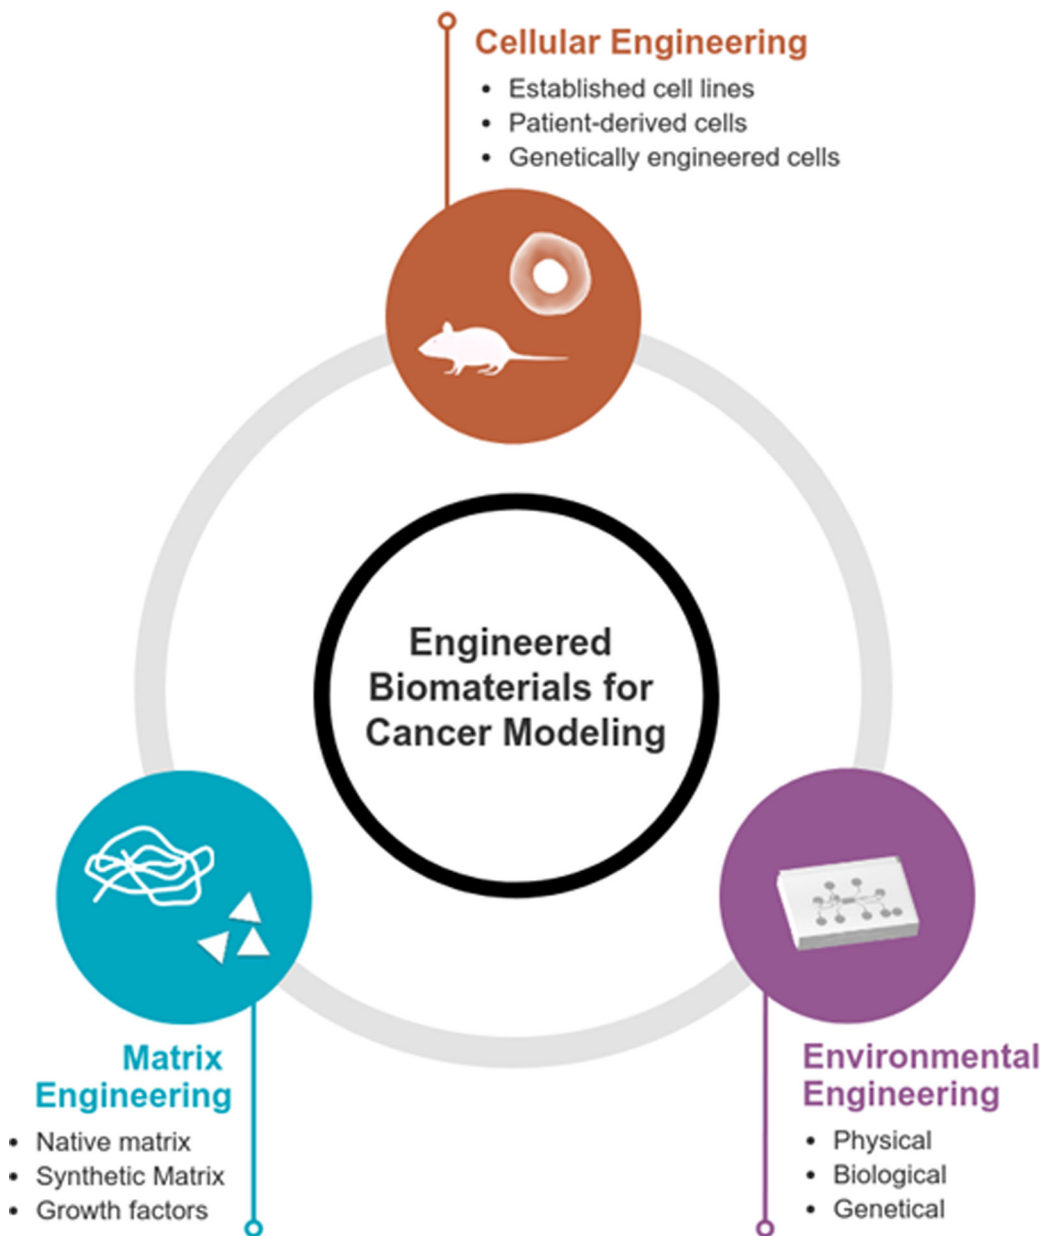 Cellular Engineering
• Established cell lines
• Patient-derived cells
• Genetically engineered cells
Engineered
Biomaterials for
Cancer Modeling
Matrix
Engineering
• Native matrix
• Synthetic Matrix
• Growth factors
Environmental
Engineering
• Physical
• Biological
• Genetical